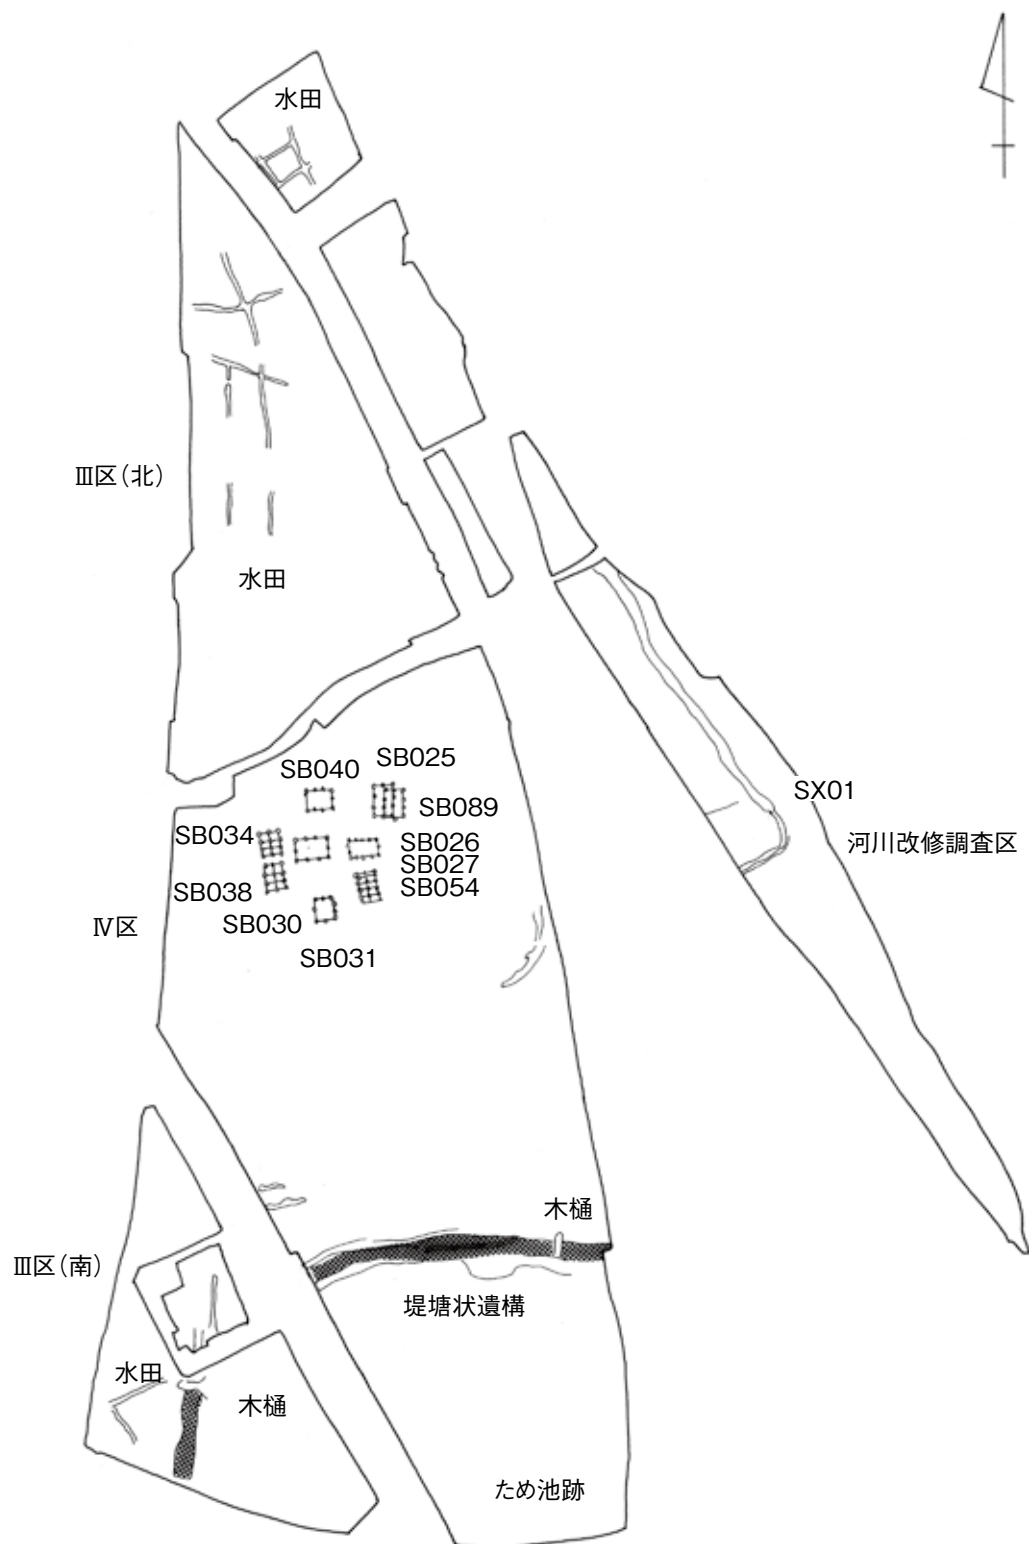 水田
Ⅲ区（北）
水田
SB040
SB025
SX01
SB089
SB034
SB026
河川改修調査区
SB027
SB038
SB054
Ⅳ区
SB030
SB031
木樋
Ⅲ区（南）
堤塘状遺構
水田
木樋
ため池跡